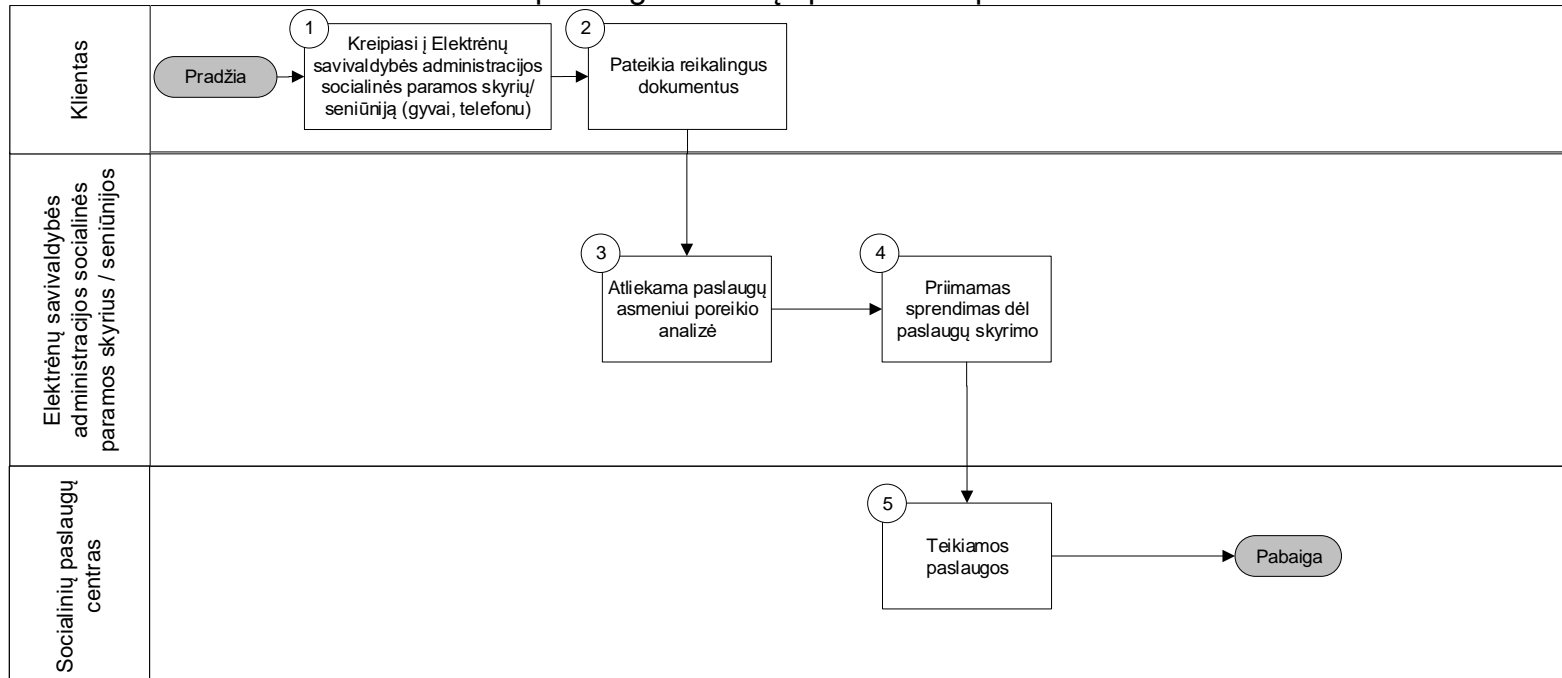 Klientas
Pradžia
1
Kreipiasi į Elektrėnų
savivaldybės administracijos
socialinės paramos skyrių/
seniūniją (gyvai, telefonu)
2
Pateikia reikalingus
dokumentus
Elektrėnų savivaldybės
administracijos socialinės
paramos skyrius / seniūnijos
3
Atliekama paslaugų
asmeniui poreikio
analizė
4
Priimamas
sprendimas dėl
paslaugų skyrimo
Socialinių paslaugų
centras
5
Teikiamos
paslaugos
Pabaiga